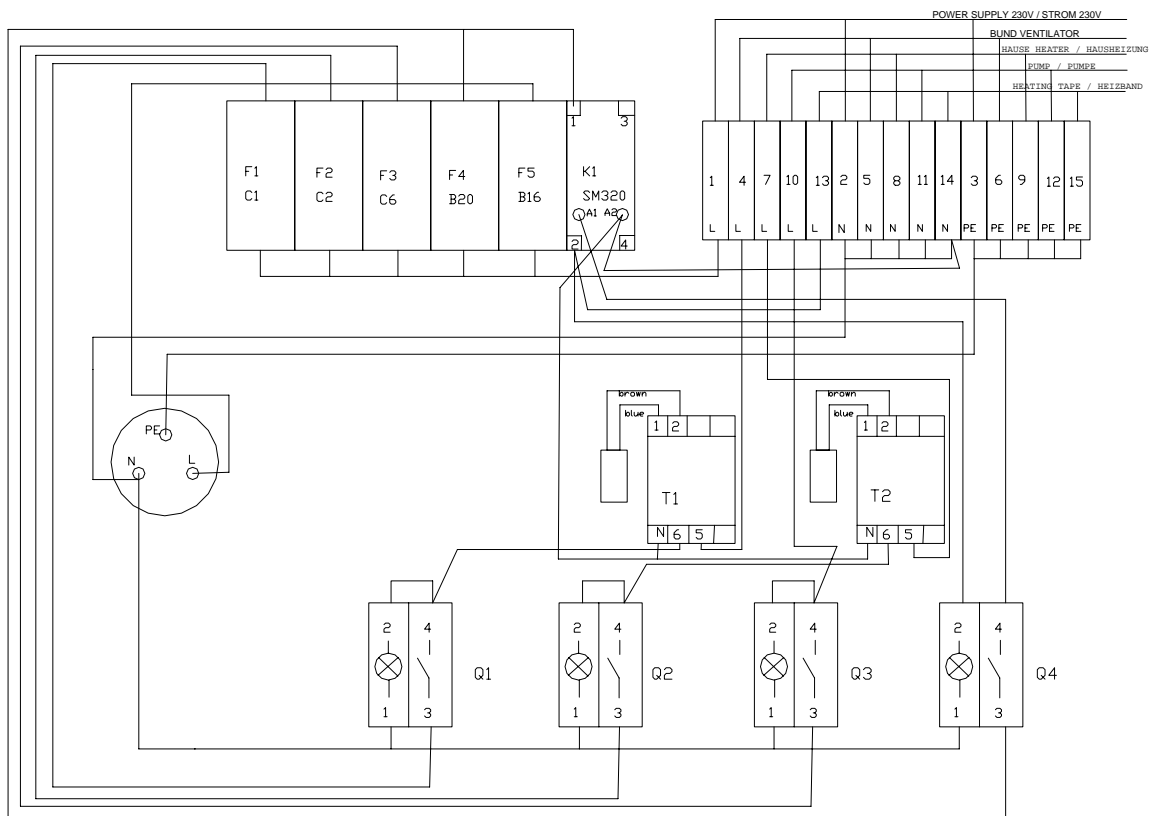 POWER SUPPLY 230V / STROM 230V
BUND VENTILATOR
HAUSE HEATER / HAUSHEIZUNG
PUMP / PUMPE
HEATING TAPE / HEIZBAND
1 3
F1 F2 F3 F4 F5 K1
C1 C2 C6 B20 B16 SM320
A1 A2
2 4
1 4 7 10 13 2 5 8 11 14 3 6 9 12 15
L L L L L N N N N N PE PE PE PE PE
brown
blue
1 2
T1
N 6 5
brown
blue
1 2
T2
N 6 5
PE
N L
2 4
Q1
1 3
2 4
Q2
1 3
2 4
Q3
1 3
2 4
Q4
1 3